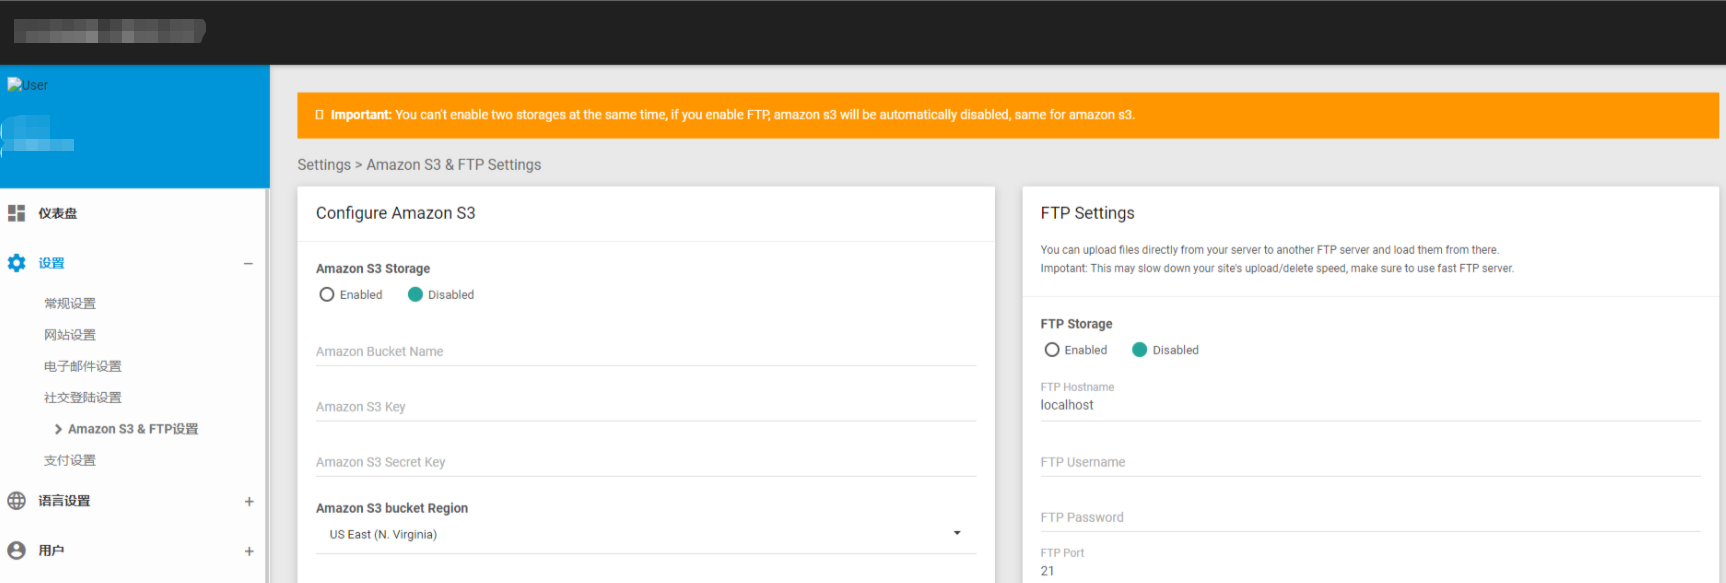 User
仪表盘
设置
常规设置
网站设置
电子邮件设置
社交登陆设置
Amazon S3 & FTP设置
支付设置
语言设置
用户
Important: You can't enable two storages at the same time, if you enable FTP, amazon s3 will be automatically disabled, same for amazon s3.
Settings > Amazon S3 & FTP Settings
Configure Amazon S3
Amazon S3 Storage
Enabled Disabled
Amazon Bucket Name
Amazon S3 Key
Amazon S3 Secret Key
Amazon S3 bucket Region
US East (N. Virginia)
FTP Settings
You can upload files directly from your server to another FTP server and load them from there.
Impotant: This may slow down your site's upload/delete speed, make sure to use fast FTP server.
FTP Storage
Enabled Disabled
FTP Hostname
localhost
FTP Username
FTP Password
FTP Port
21